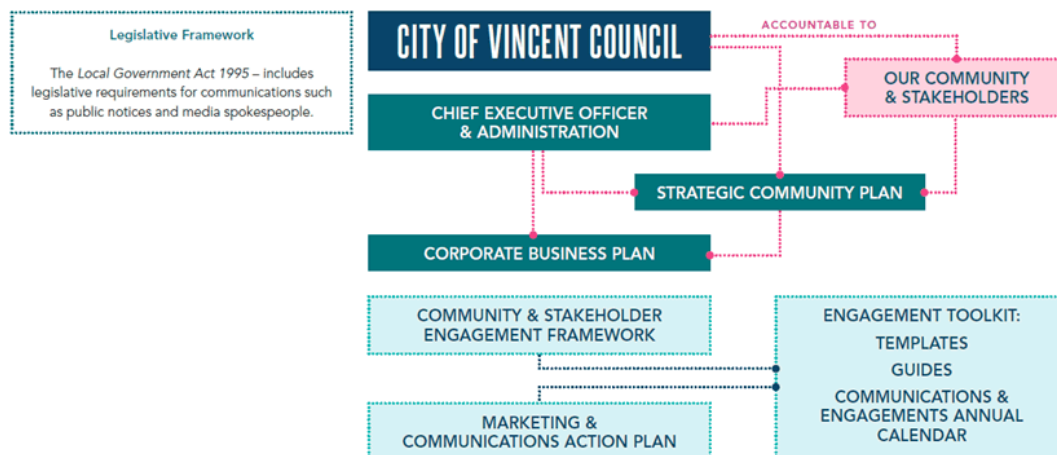 Legislative Framework
The Local Government Act 1995 – includes
legislative requirements for communications such
as public notices and media spokespeople.
CITY OF VINCENT COUNCIL
ACCOUNTABLE TO
OUR COMMUNITY
& STAKEHOLDERS
CHIEF EXECUTIVE OFFICER
& ADMINISTRATION
STRATEGIC COMMUNITY PLAN
CORPORATE BUSINESS PLAN
COMMUNITY & STAKEHOLDER
ENGAGEMENT FRAMEWORK
MARKETING &
COMMUNICATIONS ACTION PLAN
ENGAGEMENT TOOLKIT:
TEMPLATES
GUIDES
COMMUNICATIONS &
ENGAGEMENTS ANNUAL
CALENDAR